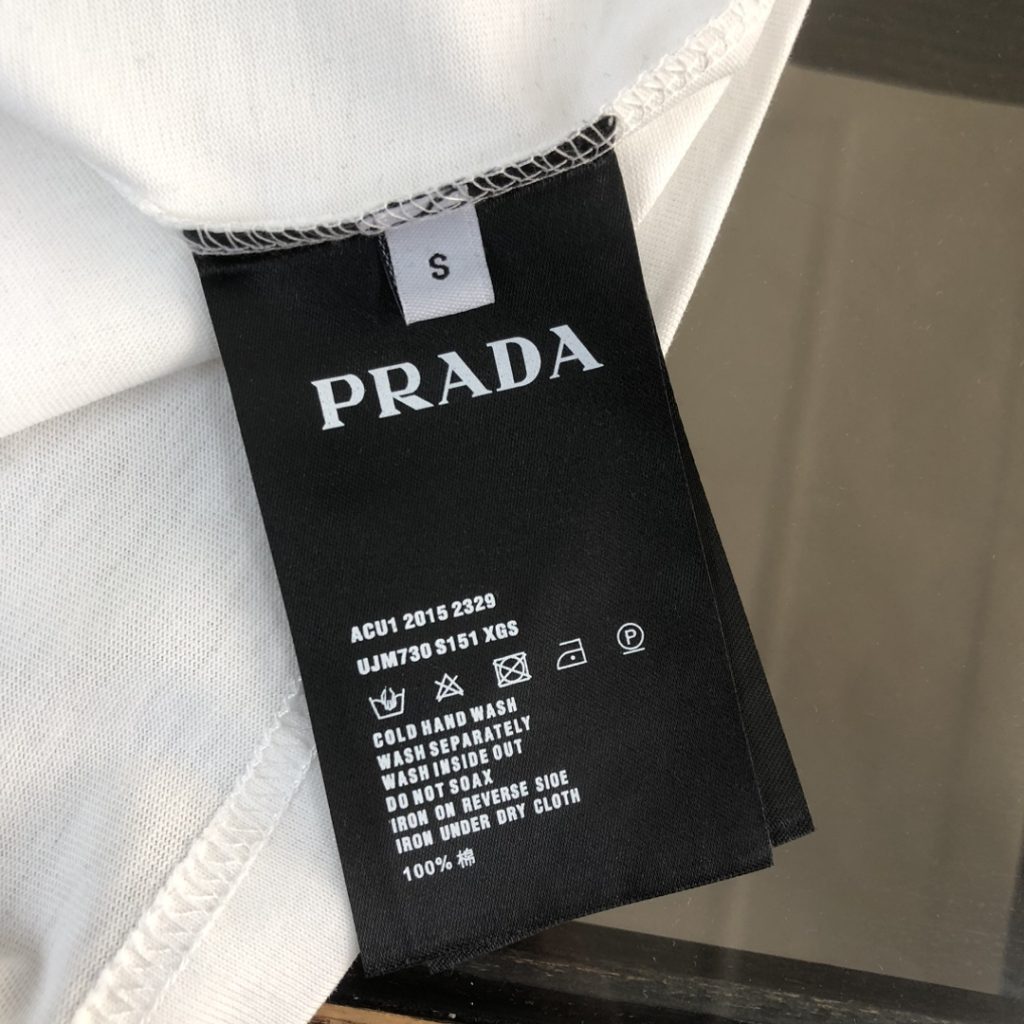 S
PRADA
ACU1 2015 2329
UJM730 S151 XGS
P
COLD HAND WASH
WASH SEPARATELY
WASH INSIDE OUT
DO NOT SOAX
IRON ON REVERSE SIDE
IRON UNDER DRY CLOTH
100% 棉